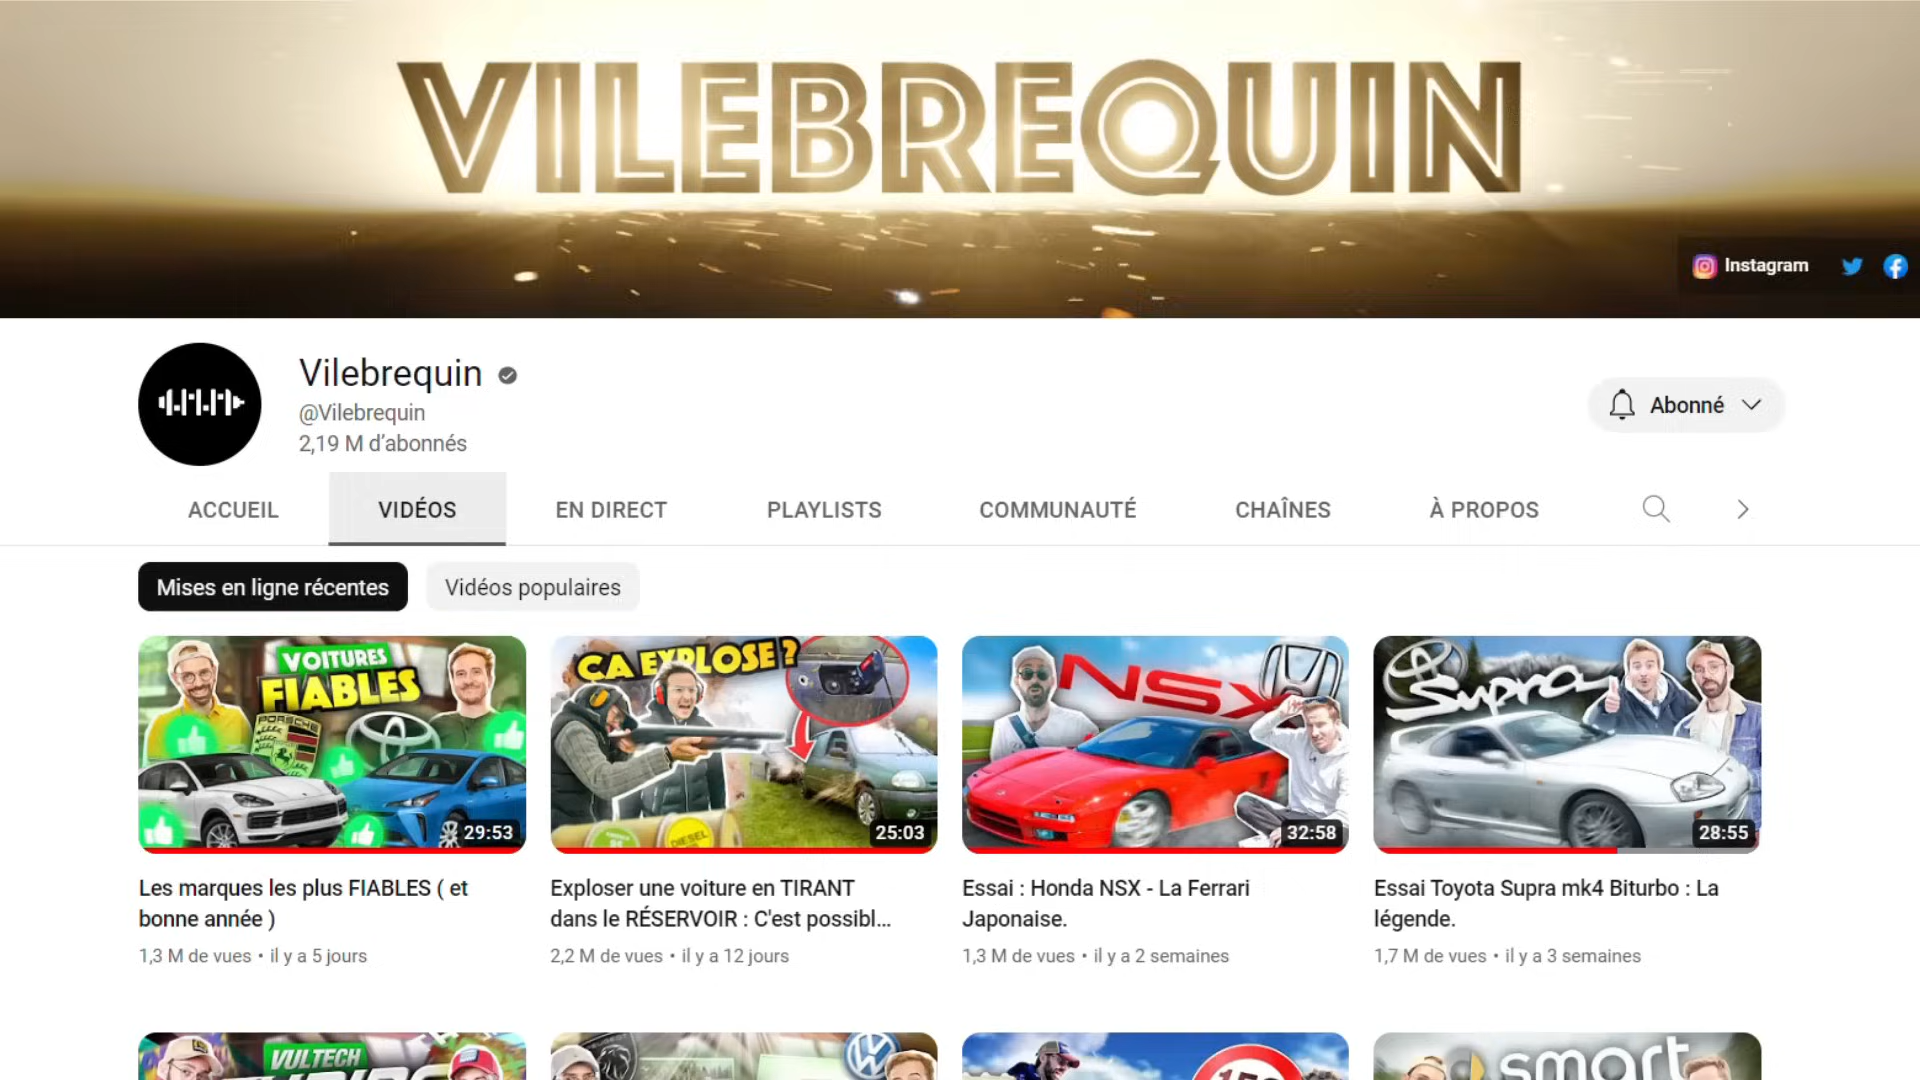 VILEBREQUIN
Instagram
Vilebrequin
@Vilebrequin
2,19 M d’abonnés
Abonné
ACCUEIL
VIDÉOS
EN DIRECT
PLAYLISTS
COMMUNAUTÉ
CHAÎNES
À PROPOS
Mises en ligne récentes
Vidéos populaires
VOITURES
FIABLES
PORSCHE
29:53
ÇA EXPLOSE ?
DIESEL
25:03
NSX
32:58
Supra
28:55
Les marques les plus FIABLES ( et
bonne année )
1,3 M de vues • il y a 5 jours
Exploser une voiture en TIRANT
dans le RÉSERVOIR : C'est possibl...
2,2 M de vues • il y a 12 jours
Essai : Honda NSX - La Ferrari
Japonaise.
1,3 M de vues • il y a 2 semaines
Essai Toyota Supra mk4 Biturbo : La
légende.
1,7 M de vues • il y a 3 semaines
VULTECH
smart